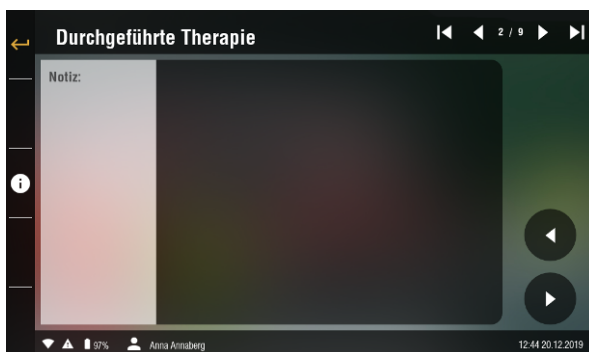 Durchgeführte Therapie
2 / 9
Notiz:
i
97% Anna Annaberg 12:44 20.12.2019